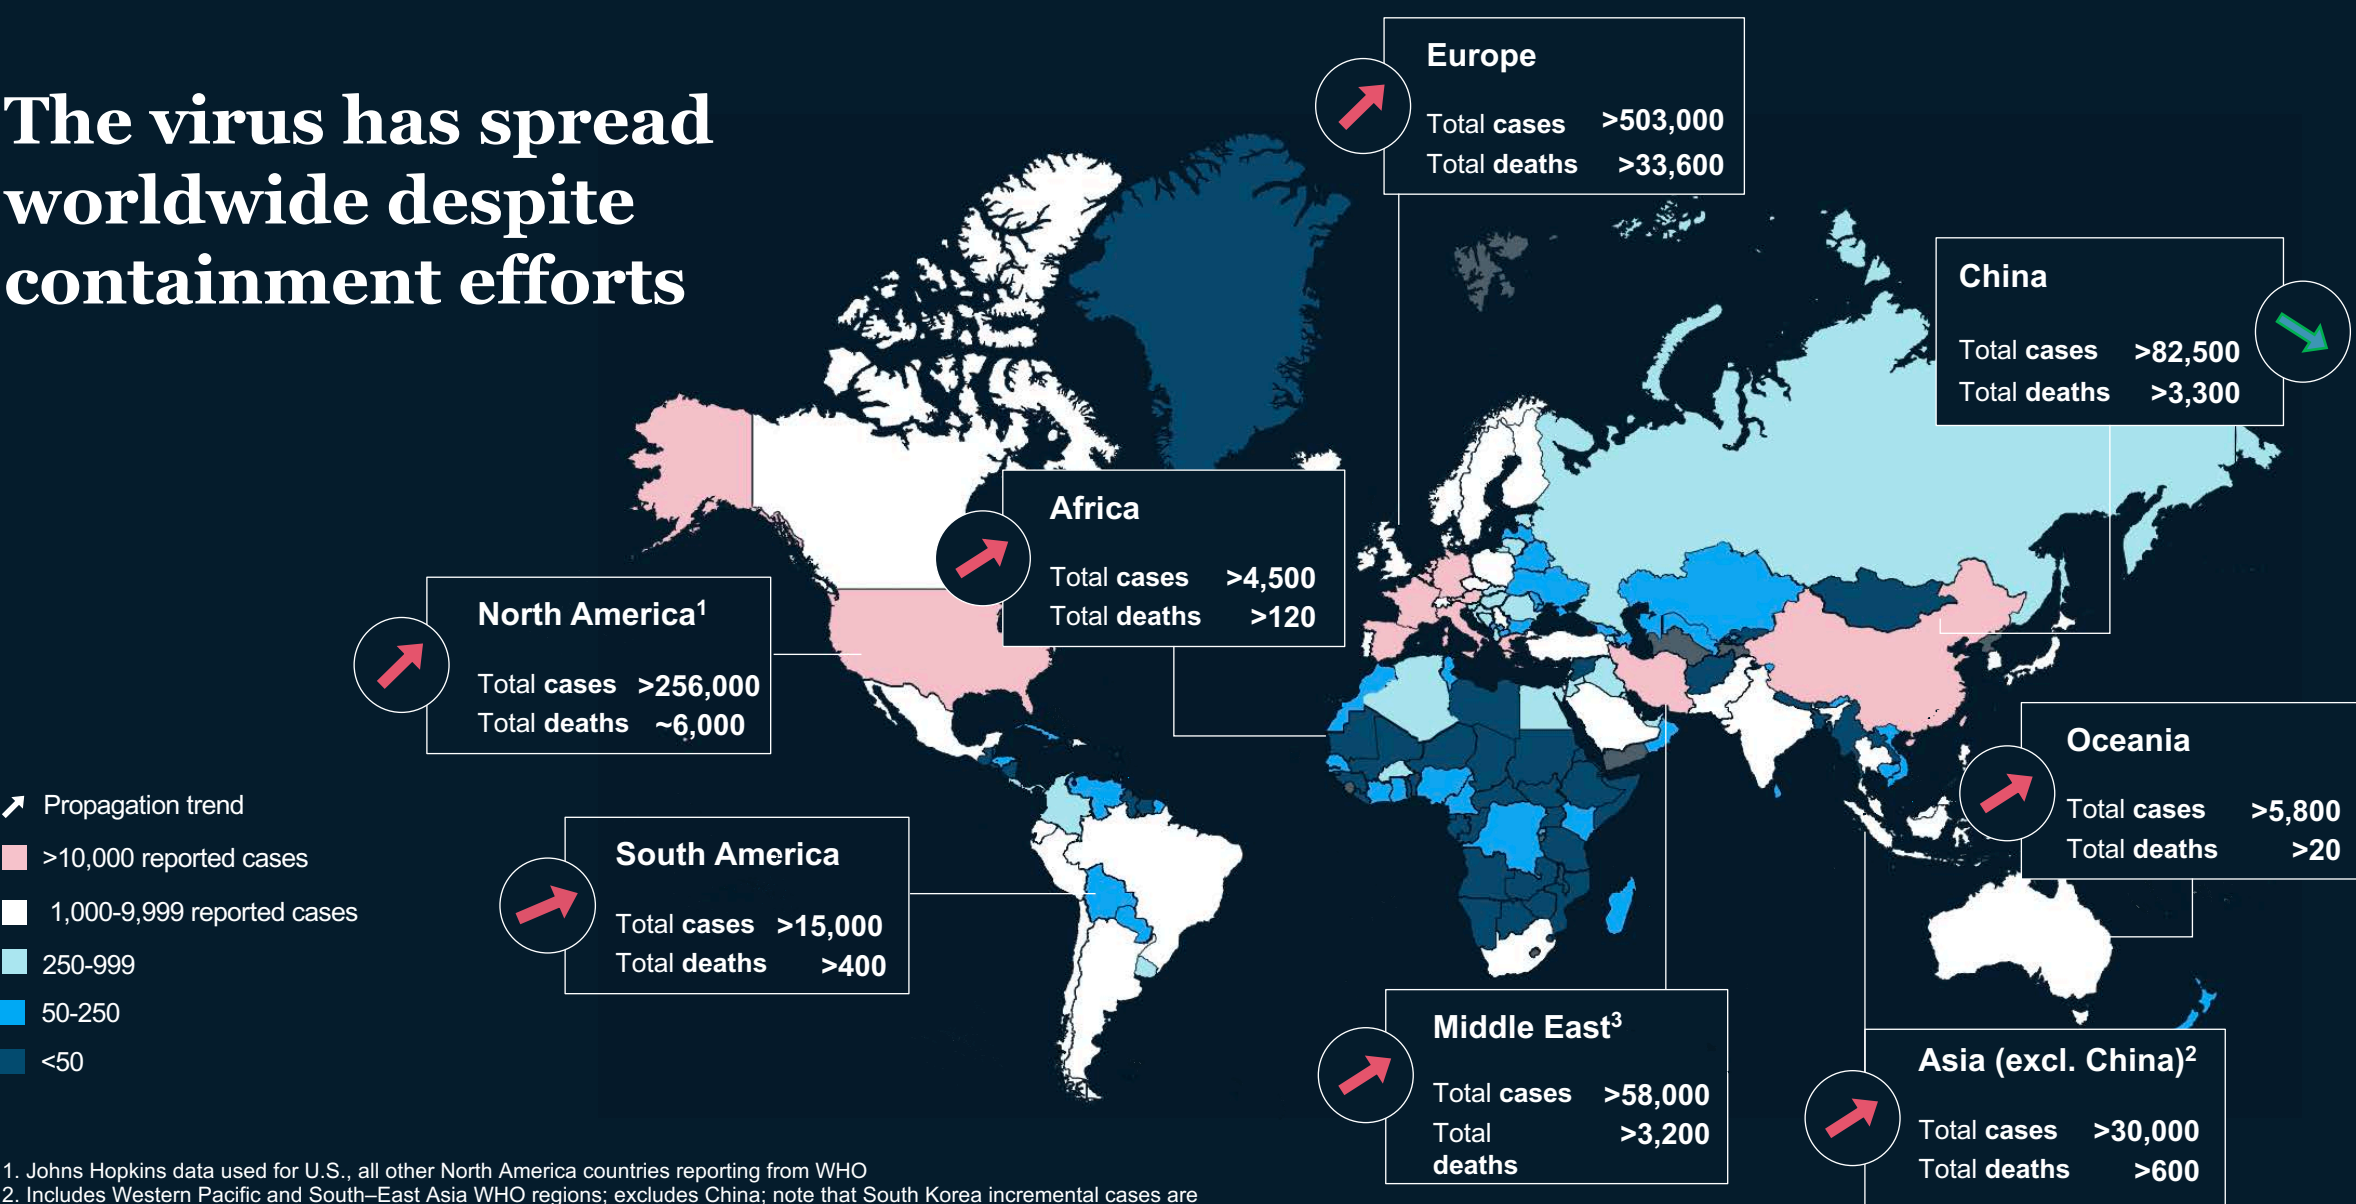 The virus has spread
worldwide despite
containment efforts
Europe
Total cases >503,000
Total deaths >33,600
China
Total cases >82,500
Total deaths >3,300
Africa
Total cases >4,500
Total deaths >120
North America¹
Total cases >256,000
Total deaths ~6,000
Oceania
Total cases >5,800
Total deaths >20
South America
Total cases >15,000
Total deaths >400
Middle East³
Total cases >58,000
Total >3,200
deaths
Asia (excl. China)²
Total cases >30,000
Total deaths >600
Propagation trend
>10,000 reported cases
1,000-9,999 reported cases
250-999
50-250
<50
1. Johns Hopkins data used for U.S., all other North America countries reporting from WHO
2. Includes Western Pacific and South–East Asia WHO regions; excludes China; note that South Korea incremental cases are